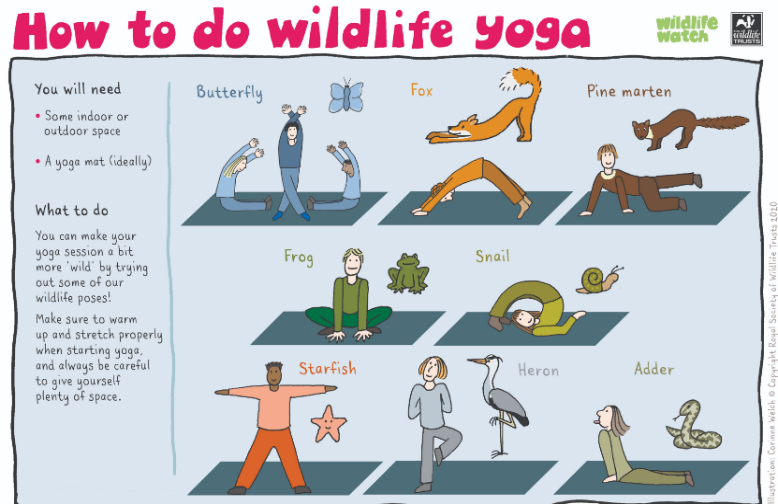 How to do wildlife yoga
wildlife
watch
wildlife
TRUSTS
You will need
• Some indoor or
outdoor space
• A yoga mat (ideally)
What to do
You can make your
yoga session a bit
more 'wild' by trying
out some of our
wildlife poses!
Make sure to warm
up and stretch properly
when starting yoga,
and always be careful
to give yourself
plenty of space.
Butterfly
Fox
Pine marten
Frog
Snail
Starfish
Heron
Adder
Illustration: Corinne Welch © Copyright Royal Society of Wildlife Trusts 2020